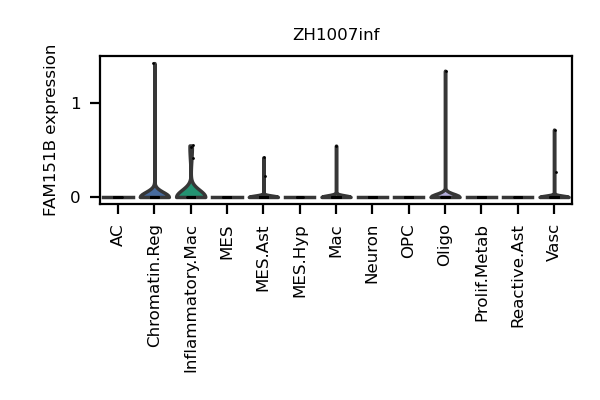 ZH1007inf
FAM151B expression
1
0
AC
Chromatin.Reg
Inflammatory.Mac
MES
MES.Ast
MES.Hyp
Mac
Neuron
OPC
Oligo
Prolif.Metab
Reactive.Ast
Vasc